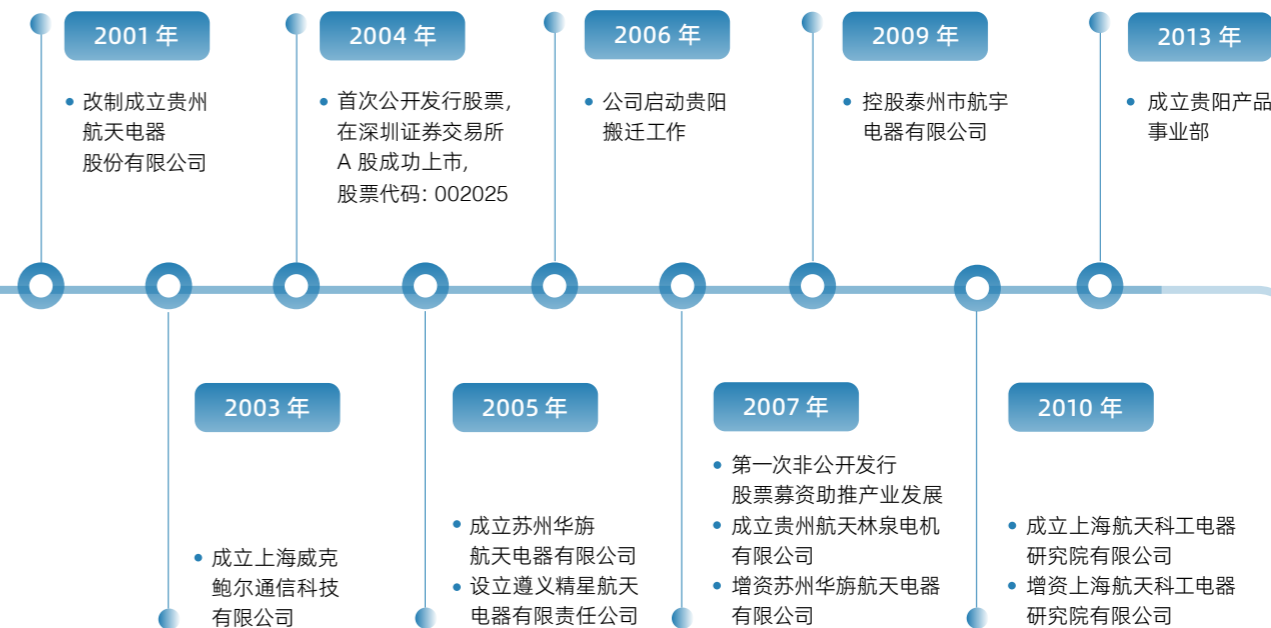 2001 年
• 改制成立贵州
航天电器
股份有限公司
2004 年
• 首次公开发行股票,
在深圳证券交易所
A 股成功上市,
股票代码: 002025
2006 年
• 公司启动贵阳
搬迁工作
2009 年
• 控股泰州市航宇
电器有限公司
2013 年
• 成立贵阳产品
事业部
2003 年
• 成立上海威克
鲍尔通信科技
有限公司
2005 年
• 成立苏州华旃
航天电器有限公司
• 设立遵义精星航天
电器有限责任公司
2007 年
• 第一次非公开发行
股票募资助推产业发展
• 成立贵州航天林泉电机
有限公司
• 增资苏州华旃航天电器
有限公司
2010 年
• 成立上海航天科工电器
研究院有限公司
• 增资上海航天科工电器
研究院有限公司